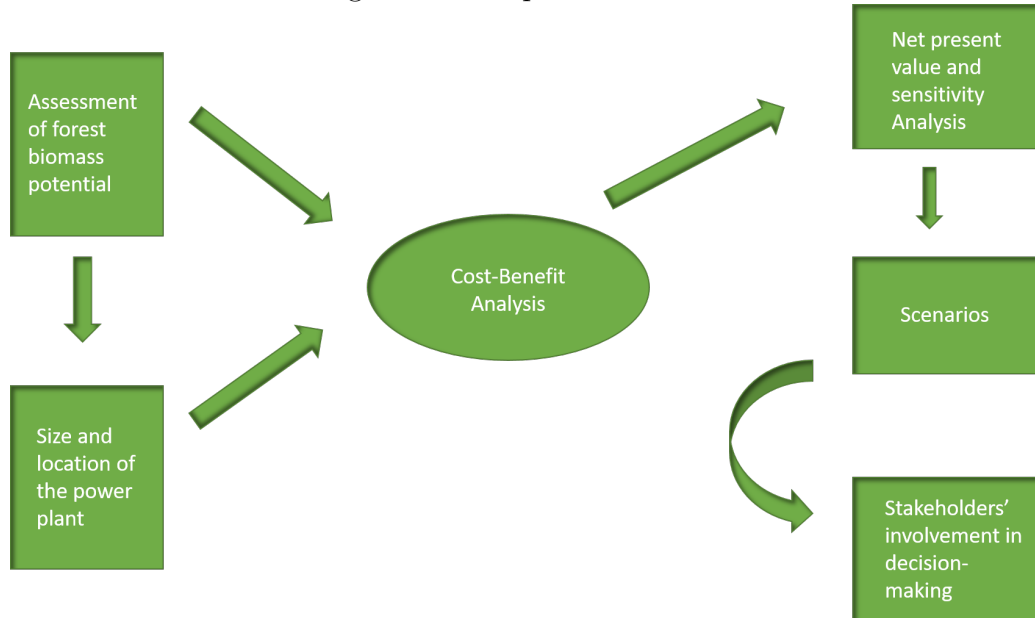 Assessment
of forest
biomass
potential
Size and
location of
the power
plant
Cost-Benefit
Analysis
Net present
value and
sensitivity
Analysis
Scenarios
Stakeholders’
involvement in
decision-
making